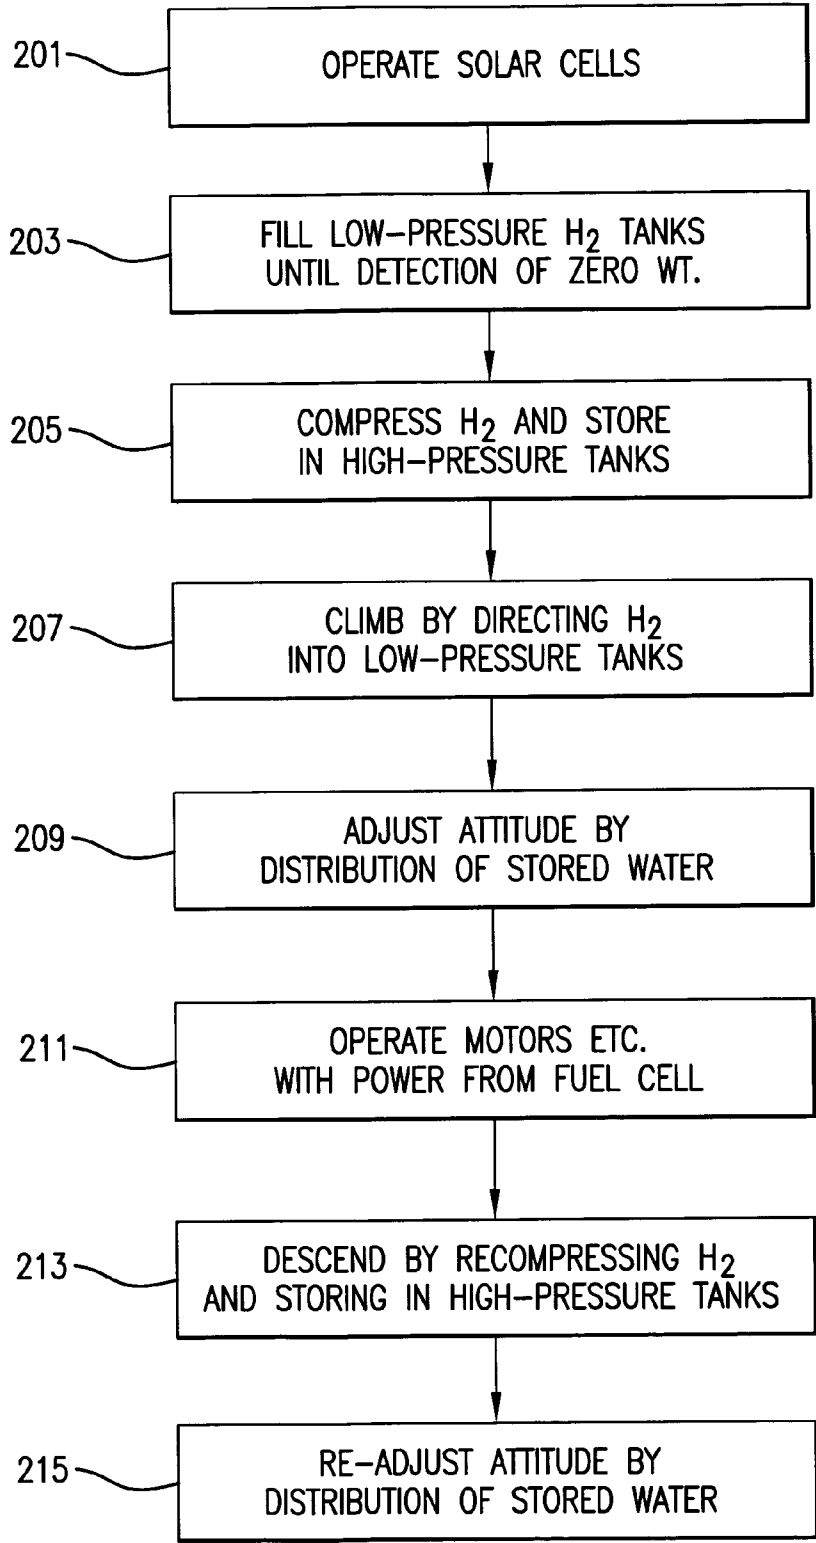 201
OPERATE SOLAR CELLS
203
FILL LOW-PRESSURE H2 TANKS
UNTIL DETECTION OF ZERO WT.
205
COMPRESS H2 AND STORE
IN HIGH-PRESSURE TANKS
207
CLIMB BY DIRECTING H2
INTO LOW-PRESSURE TANKS
209
ADJUST ATTITUDE BY
DISTRIBUTION OF STORED WATER
211
OPERATE MOTORS ETC.
WITH POWER FROM FUEL CELL
213
DESCEND BY RECOMPRESSING H2
AND STORING IN HIGH-PRESSURE TANKS
215
RE-ADJUST ATTITUDE BY
DISTRIBUTION OF STORED WATER